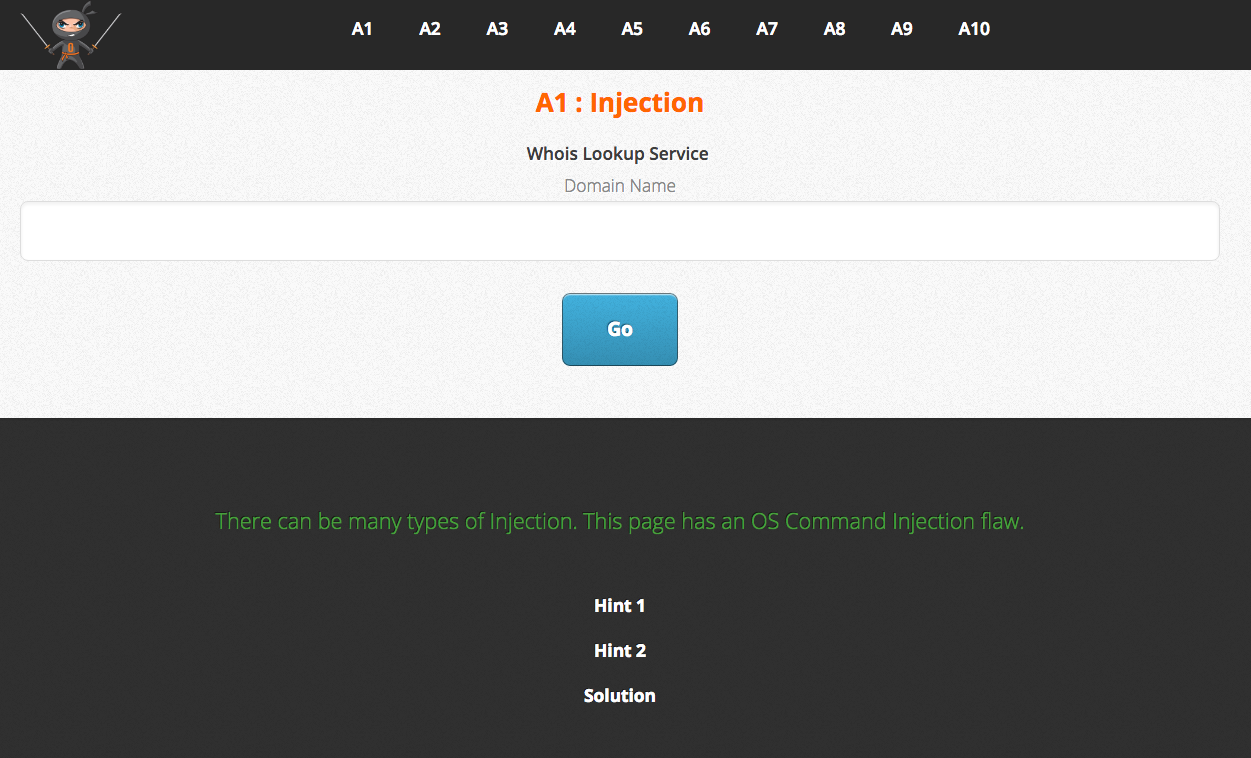 A1 A2 A3 A4 A5 A6 A7 A8 A9 A10
A1 : Injection
Whois Lookup Service
Domain Name
Go
There can be many types of Injection. This page has an OS Command Injection flaw.
Hint 1
Hint 2
Solution